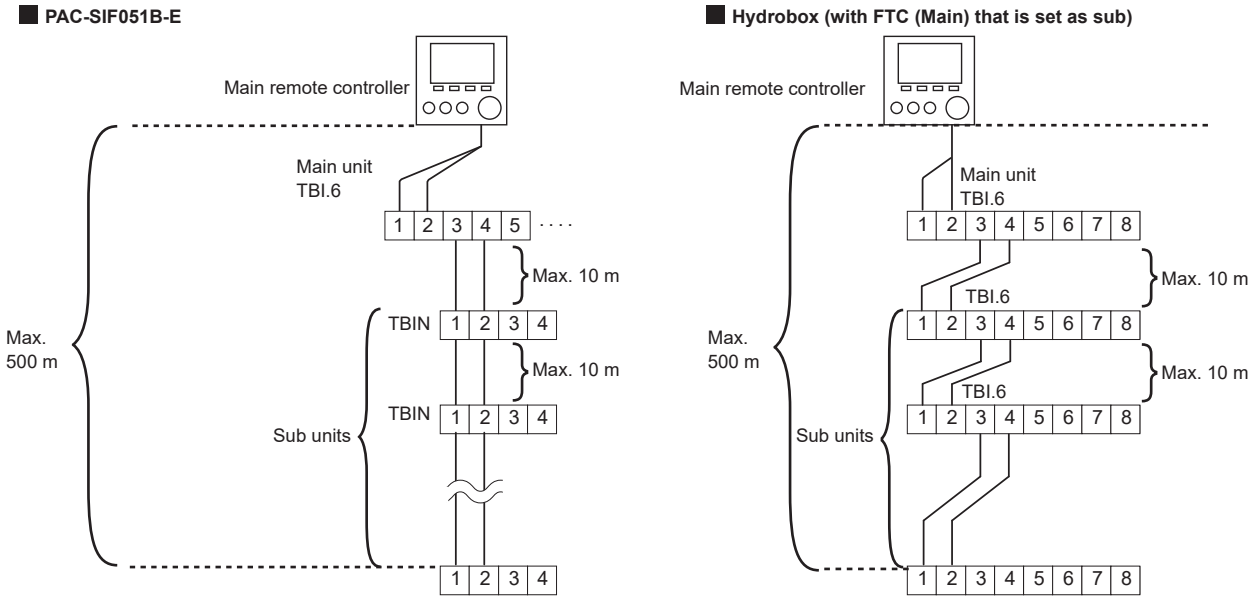 PAC-SIF051B-E
Main remote controller
Main unit
TBI.6
1 2 3 4 5 ....
Max. 10 m
TBIN 1 2 3 4
Max. 10 m
TBIN 1 2 3 4
Max.
500 m
Sub units
1 2 3 4
Hydrobox (with FTC (Main) that is set as sub)
Main remote controller
Main unit
TBI.6
1 2 3 4 5 6 7 8
Max. 10 m
TBI.6
1 2 3 4 5 6 7 8
Max. 10 m
TBI.6
1 2 3 4 5 6 7 8
Max.
500 m
Sub units
1 2 3 4 5 6 7 8